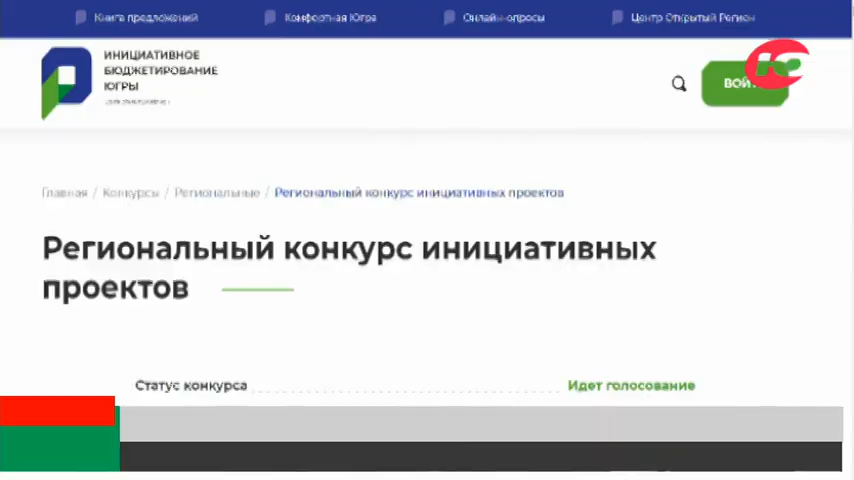 Книга предложений
Комфортная Югра
Онлайн-опросы
Центр Открытый Регион
ИНИЦИАТИВНОЕ
БЮДЖЕТИРОВАНИЕ
ЮГРЫ
ВОЙТ
Главная / Конкурсы / Региональные / Региональный конкурс инициативных проектов
Региональный конкурс инициативных
проектов
Статус конкурса
Идет голосование